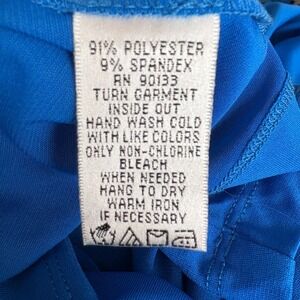 91% POLYESTER
9% SPANDEX
RN 90133
TURN GARMENT
INSIDE OUT
HAND WASH COLD
WITH LIKE COLORS
ONLY NON-CHLORINE
BLEACH
WHEN NEEDED
HANG TO DRY
WARM IRON
IF NECESSARY